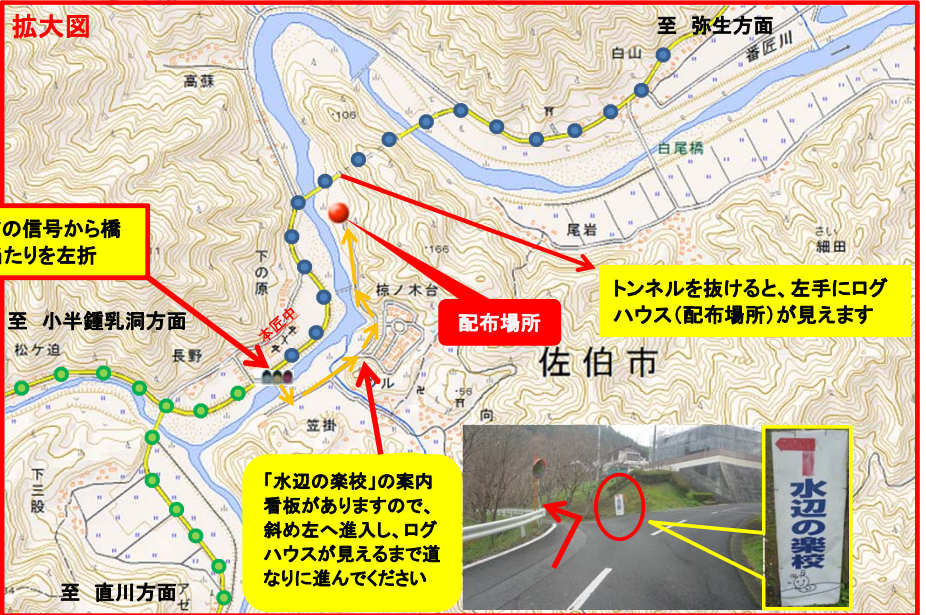 拡大図
至 弥生方面
白山
番匠川
高蘇
・106
白尾橋
の信号から橋
当たりを左折
尾岩
さい
細田
・166
下の原
椋ノ木台
トンネルを抜けると、左手にログ
ハウス(配布場所)が見えます
配布場所
至 小半鍾乳洞方面
本匠中
松ケ迫
長野
佐伯市
ル
・56
向
笠掛
下三股
「水辺の楽校」の案内
看板がありますので、
斜め左へ進入し、ログ
ハウスが見えるまで道
なりに進んでください
水辺の楽校
至 直川方面
アゼ